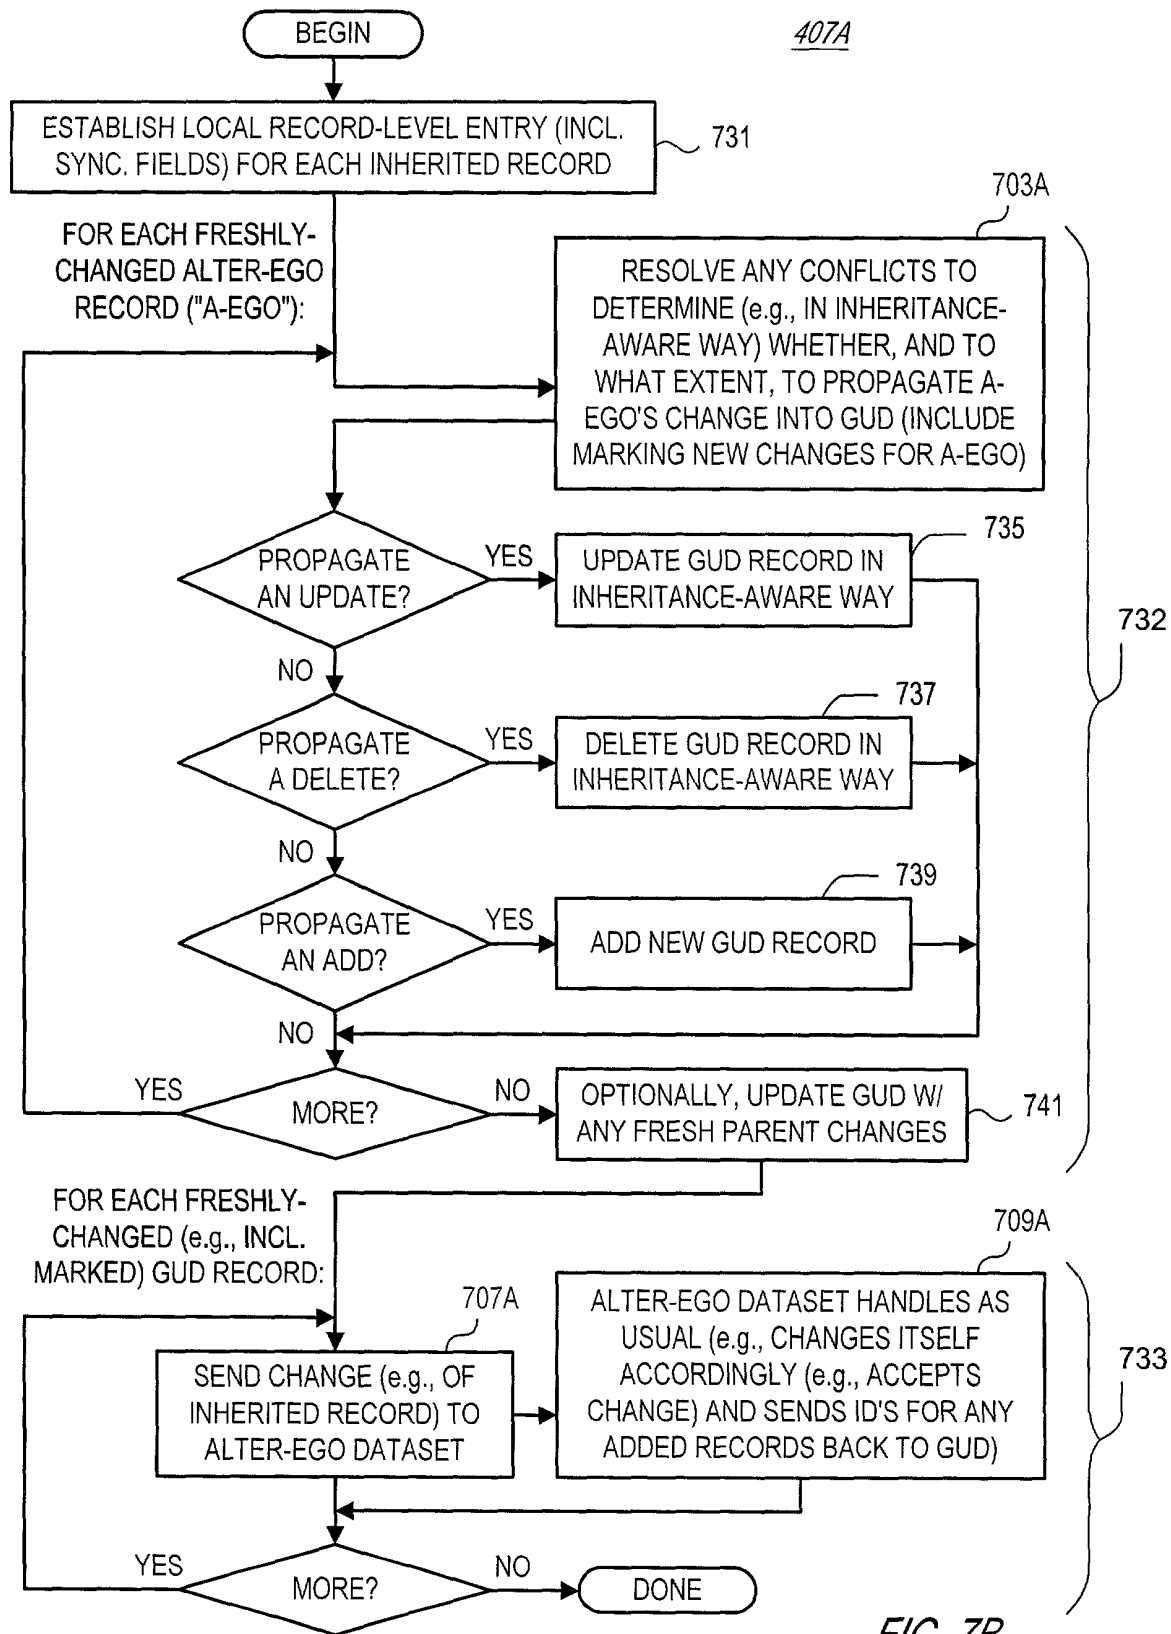 BEGIN
407A
ESTABLISH LOCAL RECORD-LEVEL ENTRY (INCL.
SYNC. FIELDS) FOR EACH INHERITED RECORD
731
703A
FOR EACH FRESHLY-
CHANGED ALTER-EGO
RECORD ("A-EGO"):
RESOLVE ANY CONFLICTS TO
DETERMINE (e.g., IN INHERITANCE-
AWARE WAY) WHETHER, AND TO
WHAT EXTENT, TO PROPAGATE A-
EGO'S CHANGE INTO GUD (INCLUDE
MARKING NEW CHANGES FOR A-EGO)
PROPAGATE
AN UPDATE?
YES
UPDATE GUD RECORD IN
INHERITANCE-AWARE WAY
735
732
NO
PROPAGATE
A DELETE?
YES
DELETE GUD RECORD IN
INHERITANCE-AWARE WAY
737
NO
PROPAGATE
AN ADD?
YES
ADD NEW GUD RECORD
739
NO
YES
MORE?
NO
OPTIONALLY, UPDATE GUD W/
ANY FRESH PARENT CHANGES
741
FOR EACH FRESHLY-
CHANGED (e.g., INCL.
MARKED) GUD RECORD:
707A
709A
SEND CHANGE (e.g., OF
INHERITED RECORD) TO
ALTER-EGO DATASET
ALTER-EGO DATASET HANDLES AS
USUAL (e.g., CHANGES ITSELF
ACCORDINGLY (e.g., ACCEPTS
CHANGE) AND SENDS ID'S FOR ANY
ADDED RECORDS BACK TO GUD)
733
YES
MORE?
NO
DONE
FIG. 7B